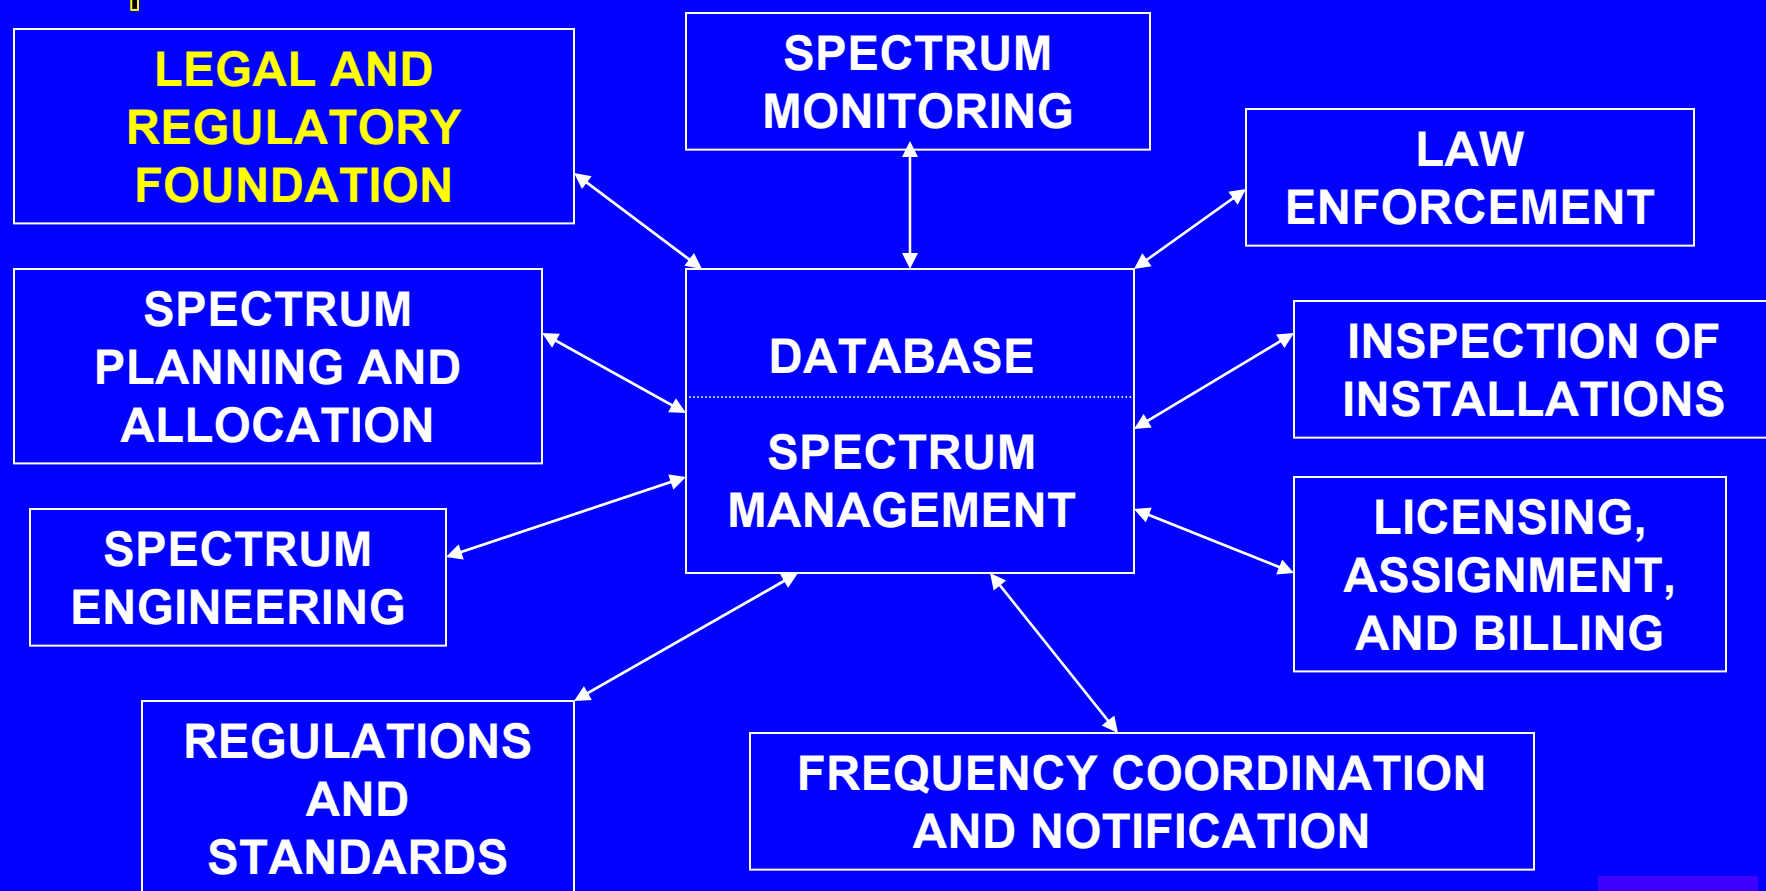 LEGAL AND
REGULATORY
FOUNDATION
SPECTRUM
MONITORING
LAW
ENFORCEMENT
SPECTRUM
PLANNING AND
ALLOCATION
DATABASE
SPECTRUM
MANAGEMENT
INSPECTION OF
INSTALLATIONS
SPECTRUM
ENGINEERING
LICENSING,
ASSIGNMENT,
AND BILLING
REGULATIONS
AND
STANDARDS
FREQUENCY COORDINATION
AND NOTIFICATION